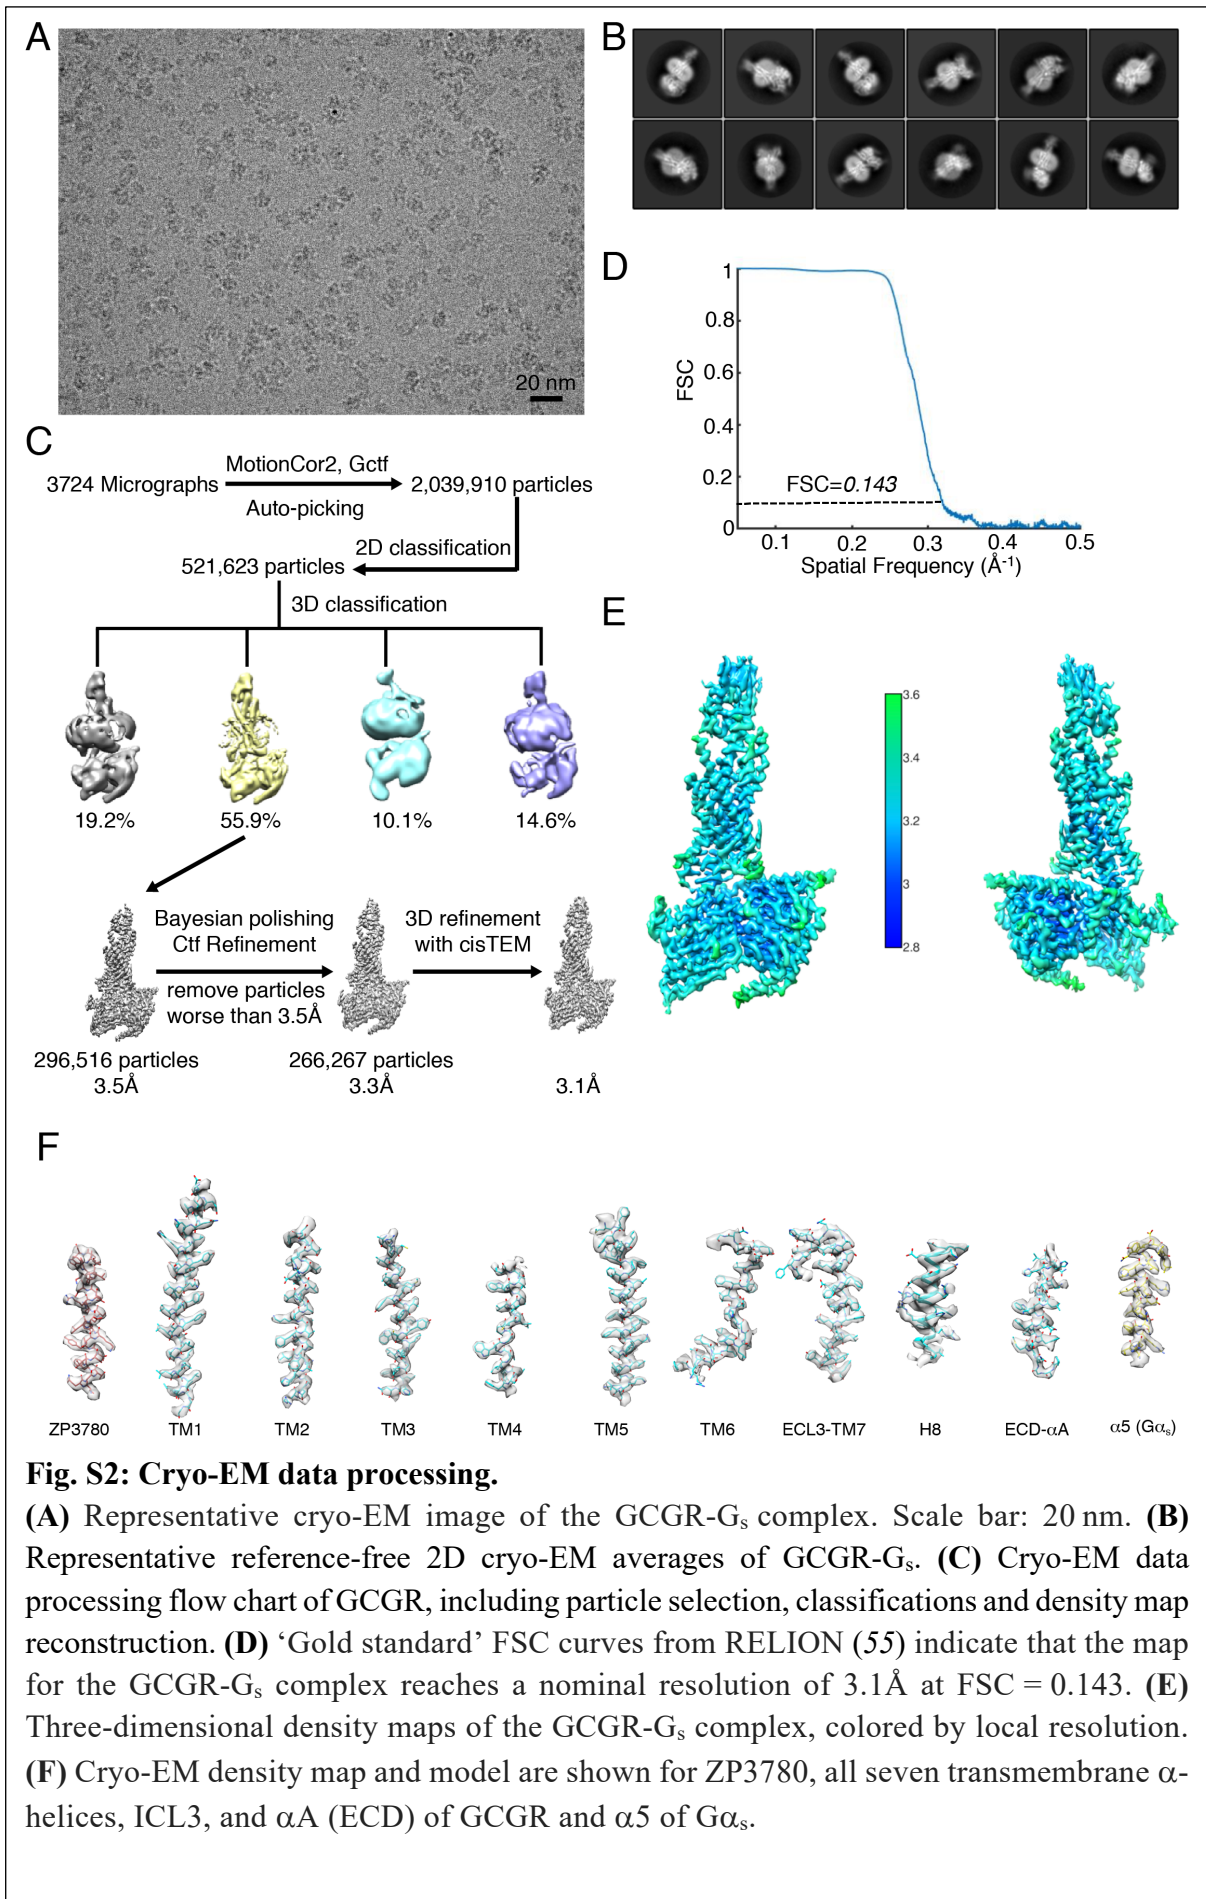 A
20 nm
B
C
3724 Micrographs
MotionCor2, Gctf
Auto-picking
2,039,910 particles
2D classification
521,623 particles
3D classification
19.2%
55.9%
10.1%
14.6%
Bayesian polishing
Ctf Refinement
remove particles
worse than 3.5Å
3D refinement
with cisTEM
296,516 particles
3.5Å
266,267 particles
3.3Å
3.1Å
D
FSC
1
0.8
0.6
0.4
0.2
0
FSC=0.143
0.1 0.2 0.3 0.4 0.5
Spatial Frequency (Å-1)
E
3.6
3.4
3.2
3
2.8
F
ZP3780 TM1 TM2 TM3 TM4 TM5 TM6 ECL3-TM7 H8 ECD-αA α5 (Gαs)
Fig. S2: Cryo-EM data processing.
(A) Representative cryo-EM image of the GCGR-Gs complex. Scale bar: 20 nm. (B)
Representative reference-free 2D cryo-EM averages of GCGR-Gs. (C) Cryo-EM data
processing flow chart of GCGR, including particle selection, classifications and density map
reconstruction. (D) ‘Gold standard’ FSC curves from RELION (55) indicate that the map
for the GCGR-Gs complex reaches a nominal resolution of 3.1Å at FSC = 0.143. (E)
Three-dimensional density maps of the GCGR-Gs complex, colored by local resolution.
(F) Cryo-EM density map and model are shown for ZP3780, all seven transmembrane α-
helices, ICL3, and αA (ECD) of GCGR and α5 of Gαs.